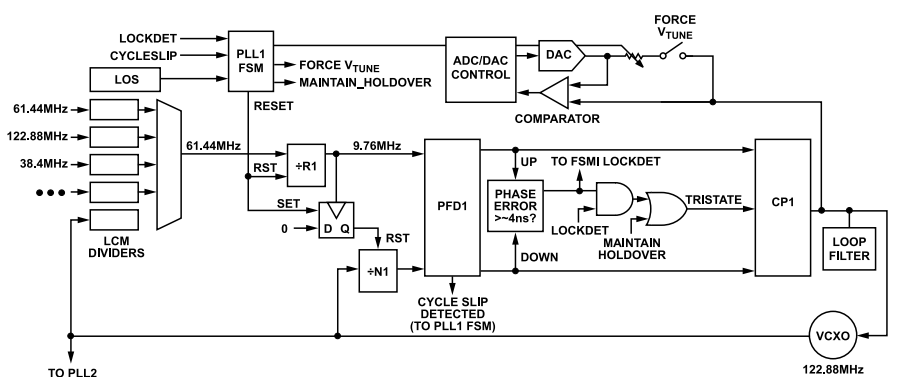 LOCKDET
CYCLESLIP
LOS
PLL1
FSM
FORCE VTUNE
MAINTAIN_HOLDOVER
RESET
ADC/DAC
CONTROL
DAC
FORCE
VTUNE
COMPARATOR
61.44MHz
122.88MHz
38.4MHz
LCM
DIVIDERS
61.44MHz
RST
÷R1
9.76MHz
SET
0
D Q
RST
÷N1
PFD1
UP
PHASE
ERROR
>~4ns?
DOWN
TO FSMI LOCKDET
LOCKDET
MAINTAIN
HOLDOVER
TRISTATE
CP1
LOOP
FILTER
CYCLE SLIP
DETECTED
(TO PLL1 FSM)
VCXO
122.88MHz
TO PLL2